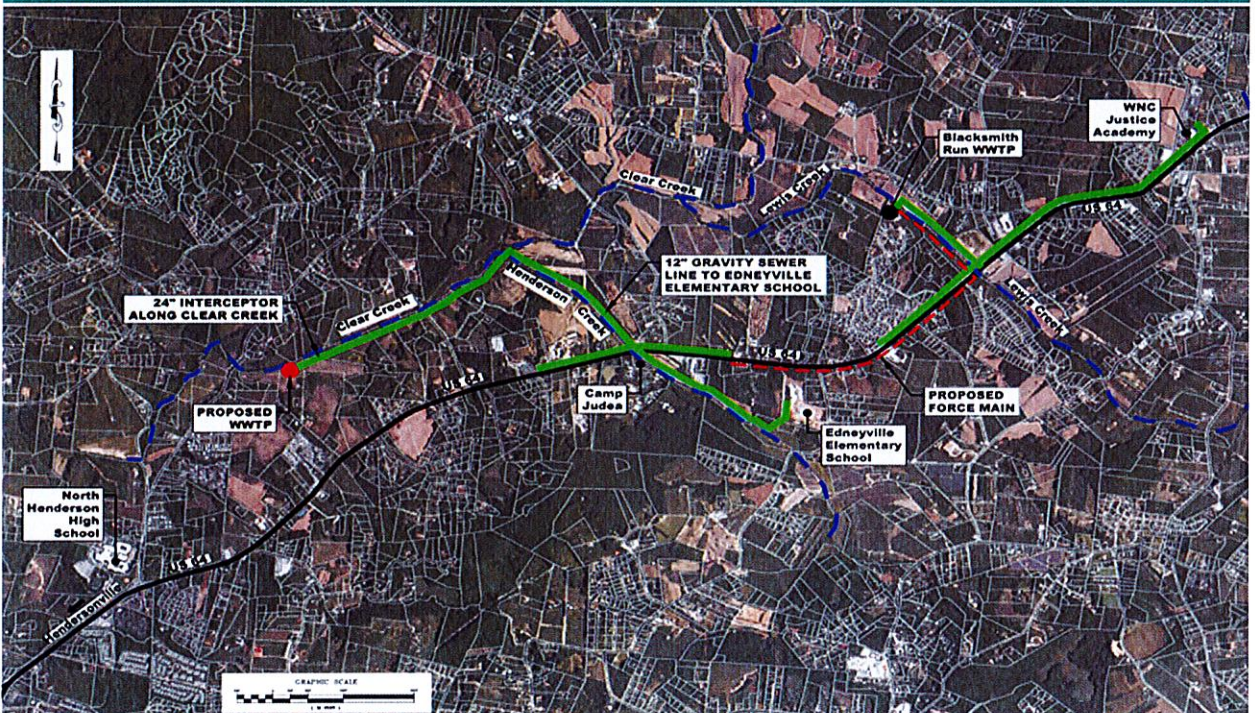 WNC
Justice
Academy
Blacksmith
Run WWTP
US 64
Clear Creek
Lewis Creek
12" GRAVITY SEWER
LINE TO EDNEYVILLE
ELEMENTARY SCHOOL
Henderson
Creek
24" INTERCEPTOR
ALONG CLEAR CREEK
Clear Creek
Lewis Creek
US 64
PROPOSED
WWTP
US 64
Camp
Judea
PROPOSED
FORCE MAIN
Edneyville
Elementary
School
North
Henderson
High
School
US 64
Hendersonville
GRAPHIC SCALE